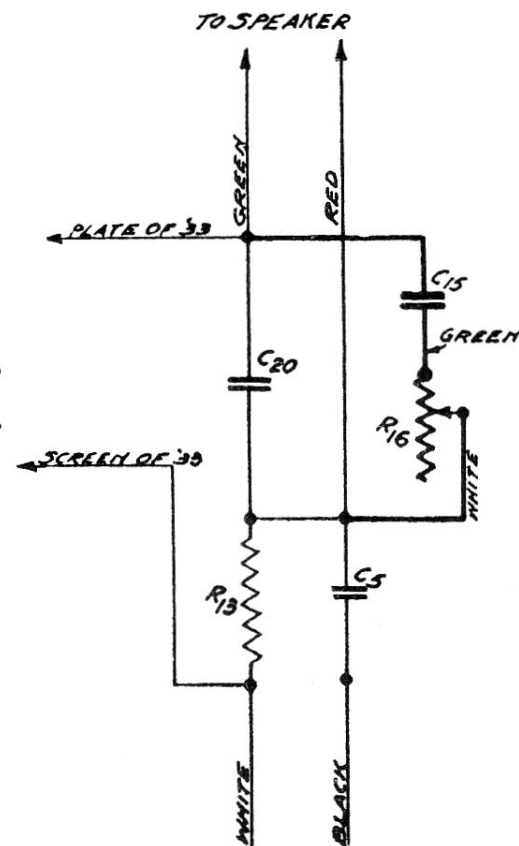 TO SPEAKER
GREEN
RED
PLATE OF '33
C15
GREEN
C20
R16
SCREEN OF '33
WHITE
C5
R13
WHITE
BLACK